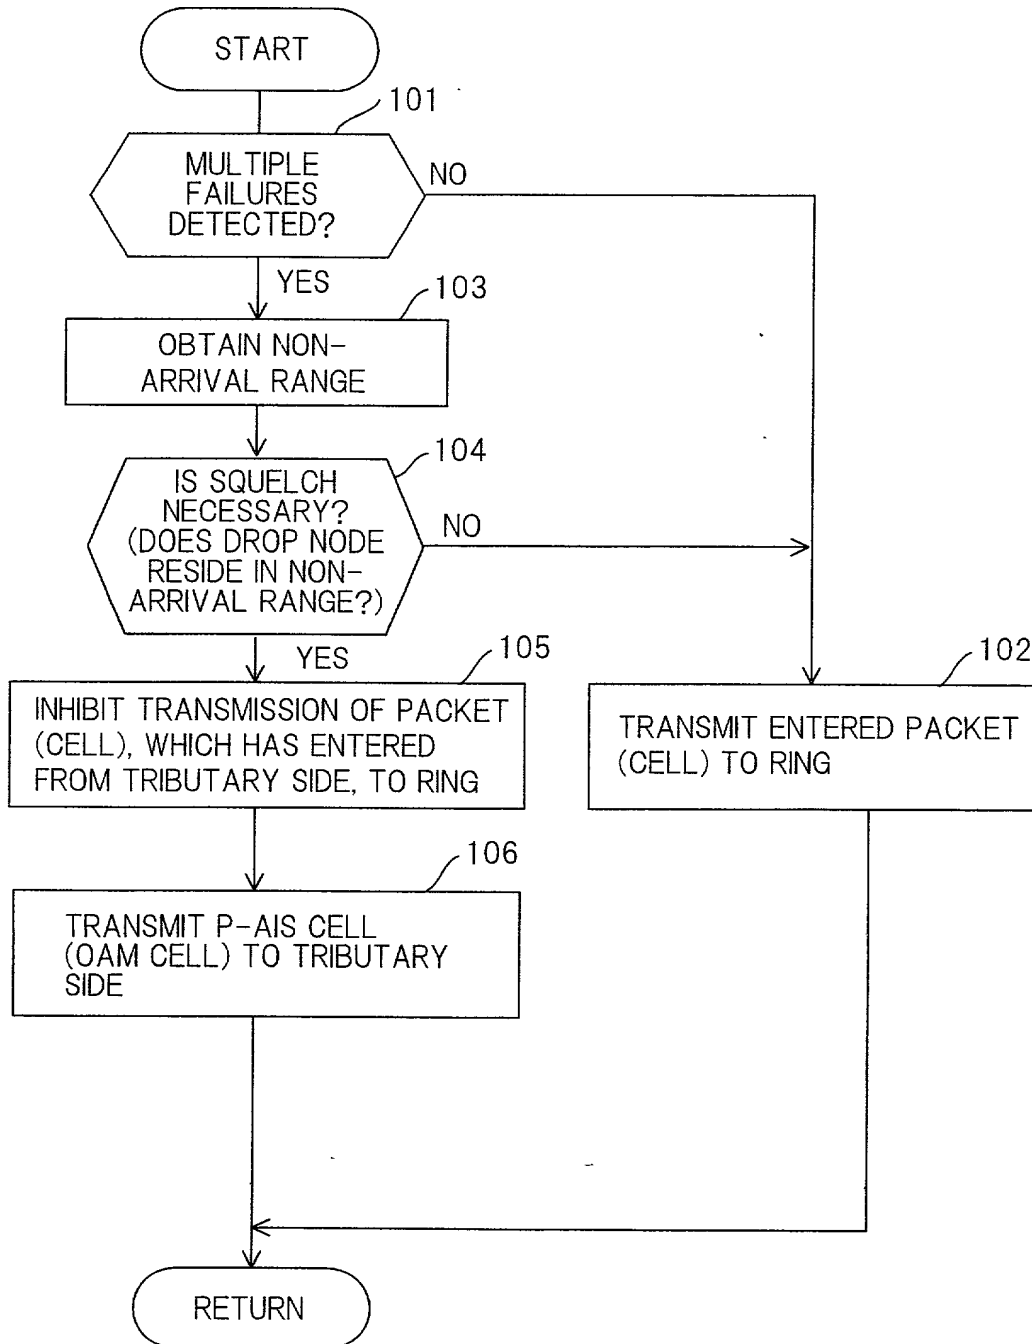 START
101
MULTIPLE
FAILURES
DETECTED?
NO
YES
103
OBTAIN NON-
ARRIVAL RANGE
104
IS SQUELCH
NECESSARY?
(DOES DROP NODE
RESIDE IN NON-
ARRIVAL RANGE?)
NO
YES
105
INHIBIT TRANSMISSION OF PACKET
(CELL), WHICH HAS ENTERED
FROM TRIBUTARY SIDE, TO RING
102
TRANSMIT ENTERED PACKET
(CELL) TO RING
106
TRANSMIT P-AIS CELL
(OAM CELL) TO TRIBUTARY
SIDE
RETURN